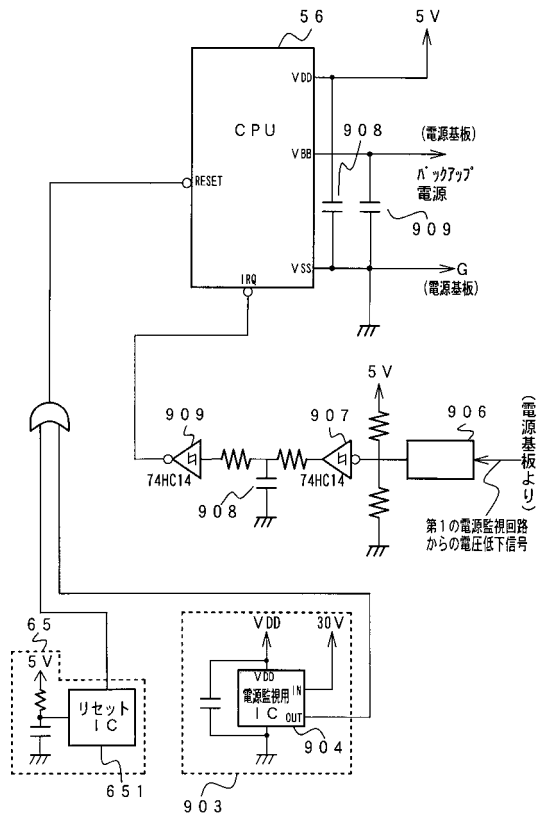 ５６
５Ｖ
VDD
ＣＰＵ
９０８
(電源基板)
VBB
RESET
ﾊﾞｯｸｱｯﾌﾟ
電源
９０９
VSS
G
IRQ
(電源基板)
５Ｖ
９０９
９０７
９０６
(電源基板より)
74HC14
74HC14
９０８
第１の電源監視回路
からの電圧低下信号
６５
５Ｖ
リセット
ＩＣ
６５１
VDD
30V
VDD
IN
電源監視用
ＩＣ
OUT
９０４
９０３